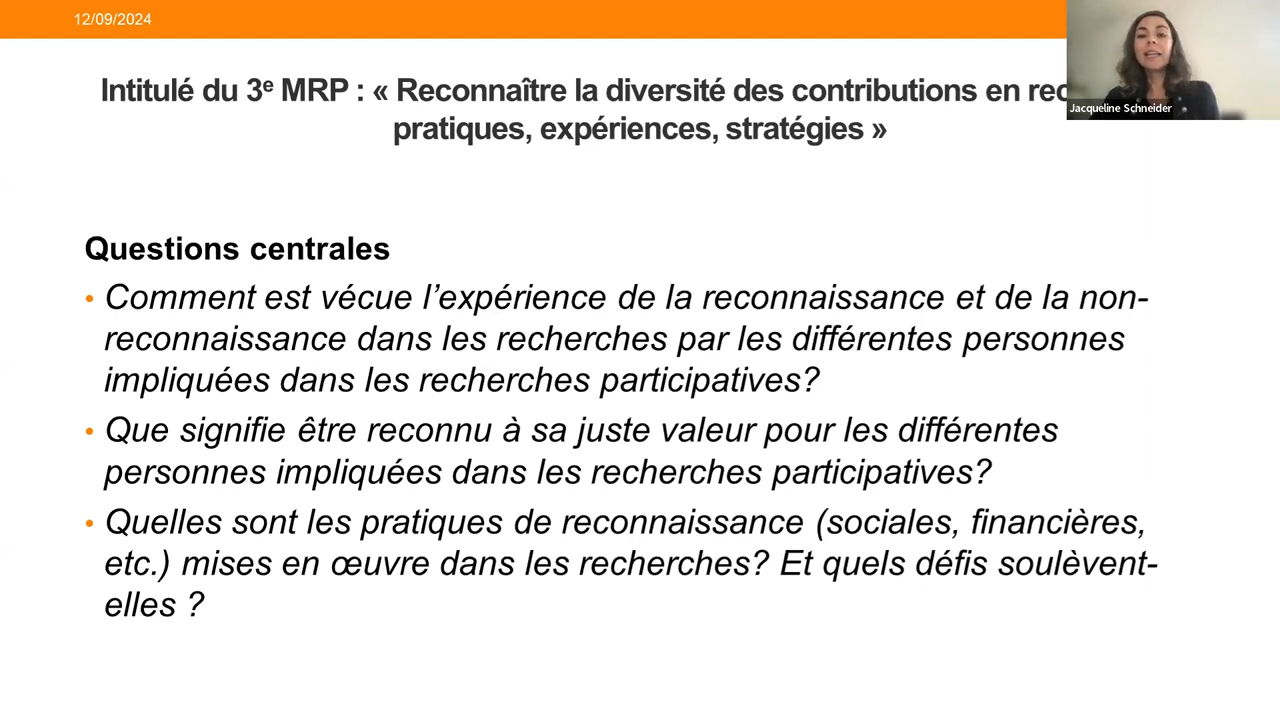 12/09/2024
Jacqueline Schneider
Intitulé du 3e MRP : « Reconnaître la diversité des contributions en
pratiques, expériences, stratégies »
Questions centrales
• Comment est vécue l’expérience de la reconnaissance et de la non-
reconnaissance dans les recherches par les différentes personnes
impliquées dans les recherches participatives?
• Que signifie être reconnu à sa juste valeur pour les différentes
personnes impliquées dans les recherches participatives?
• Quelles sont les pratiques de reconnaissance (sociales, financières,
etc.) mises en œuvre dans les recherches? Et quels défis soulèvent-
elles ?